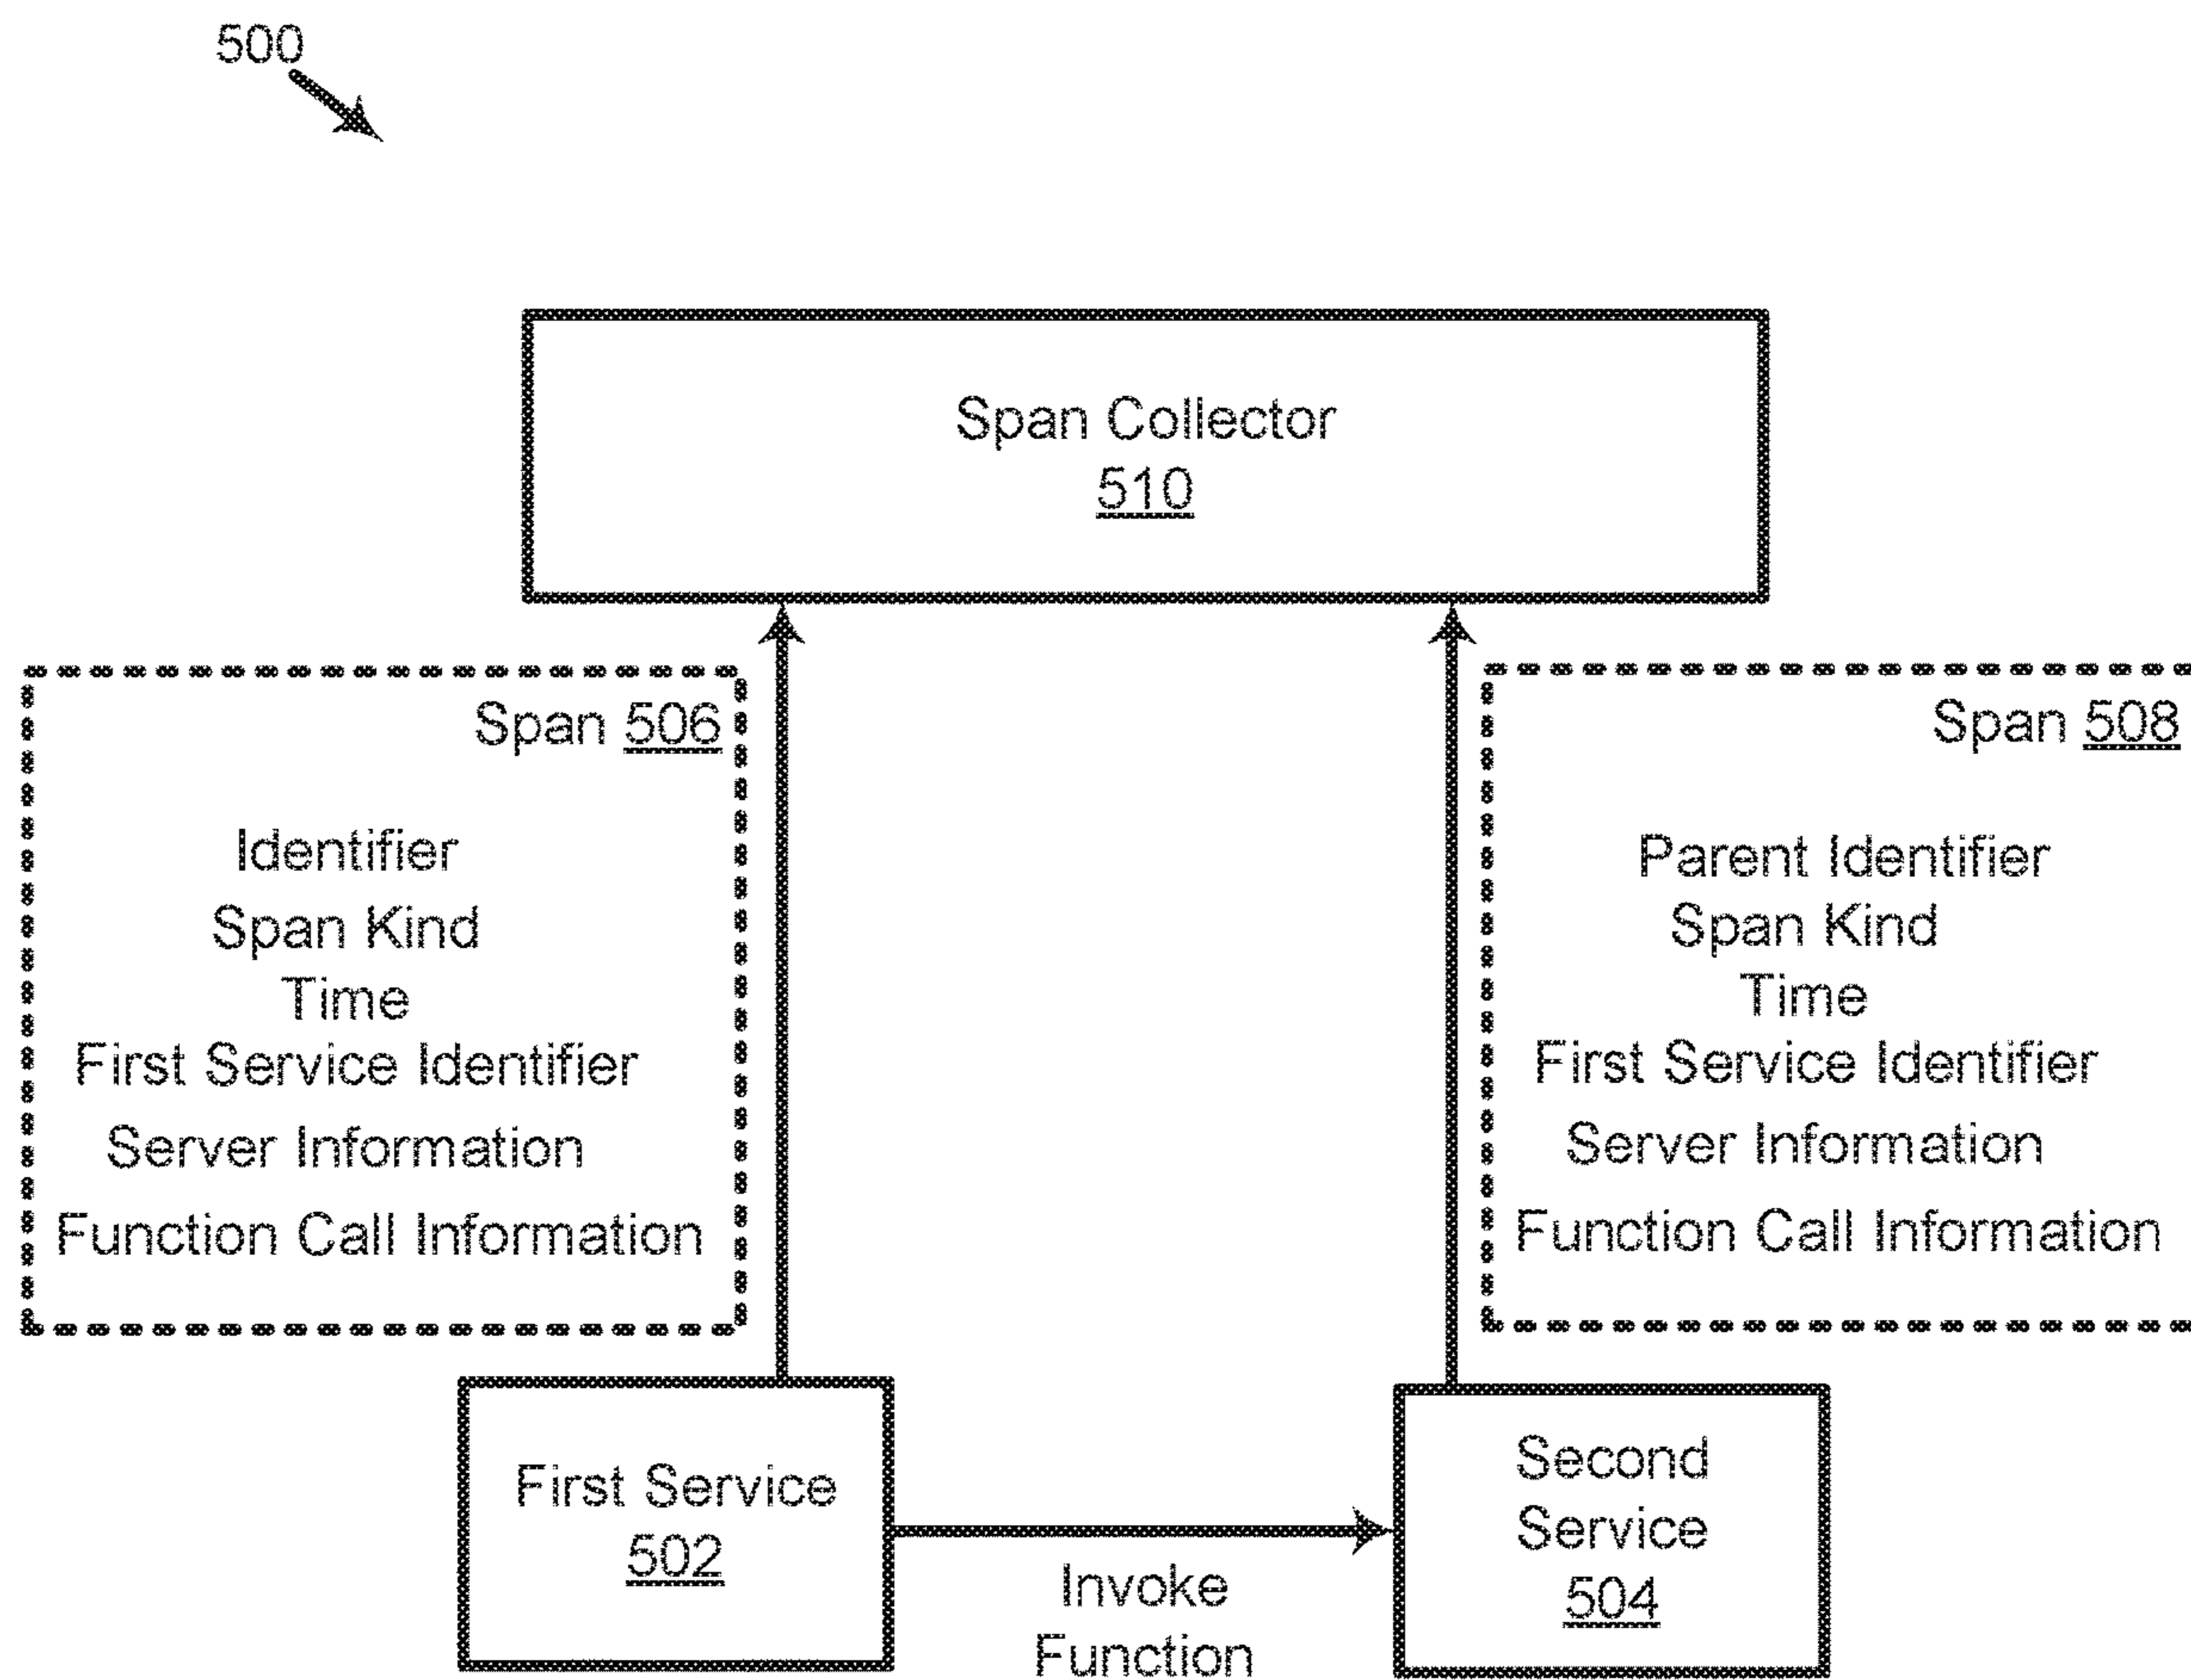 500
Span Collector
510
Span 506
Identifier
Span Kind
Time
First Service Identifier
Server Information
Function Call Information
Span 508
Parent Identifier
Span Kind
Time
First Service Identifier
Server Information
Function Call Information
First Service
502
Invoke
Function
Second
Service
504